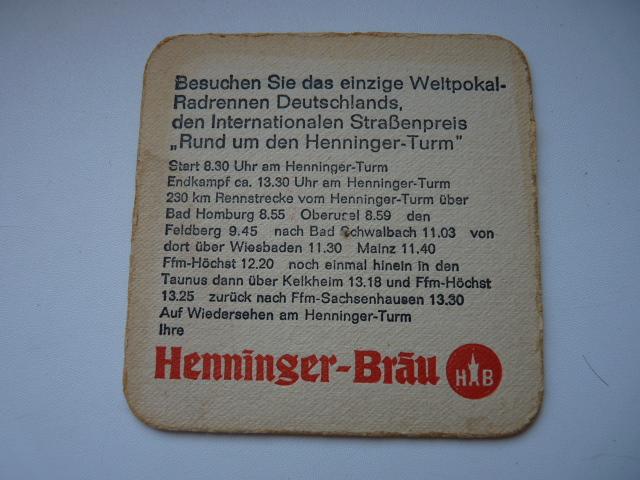 Besuchen Sie das einzige Weltpokal-
Radrennen Deutschlands,
den Internationalen Straßenpreis
„Rund um den Henninger-Turm"
Start 8.30 Uhr am Henninger-Turm
Endkampf ca. 13.30 Uhr am Henninger-Turm
230 km Rennstrecke vom Henninger-Turm über
Bad Homburg 8.55 Oberusel 8.59 den
Feldberg 9.45 nach Bad Schwalbach 11.03 von
dort über Wiesbaden 11.30 Mainz 11.40
Ffm-Höchst 12.20 noch einmal hinein in den
Taunus dann über Kelkheim 13.18 und Ffm-Höchst
13.25 zurück nach Ffm-Sachsenhausen 13.30
Auf Wiedersehen am Henninger-Turm
Ihre
Henninger-Bräu HB